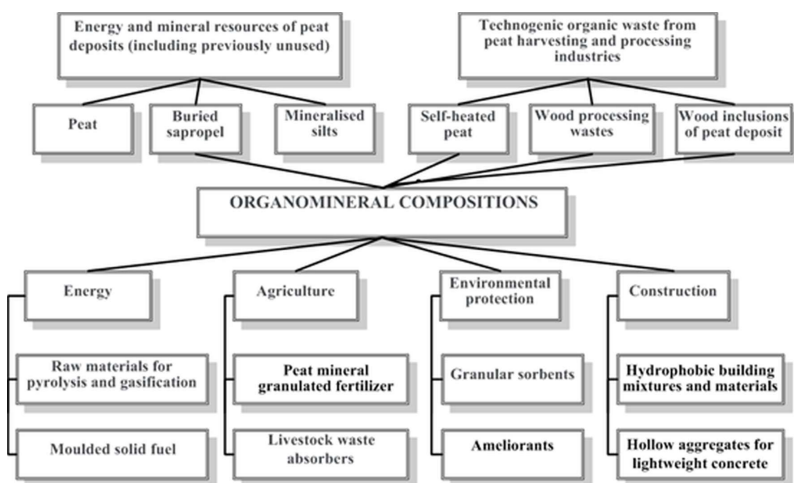 Energy and mineral resources of peat
deposits (including previously unused)
Technogenic organic waste from
peat harvesting and processing
industries
Peat
Buried
sapropel
Mineralised
silts
Self-heated
peat
Wood processing
wastes
Wood inclusions
of peat deposit
ORGANOMINERAL COMPOSITIONS
Energy
Agriculture
Environmental
protection
Construction
Raw materials for
pyrolysis and gasification
Peat mineral
granulated fertilizer
Granular sorbents
Hydrophobic building
mixtures and materials
Moulded solid fuel
Livestock waste
absorbers
Ameliorants
Hollow aggregates for
lightweight concrete